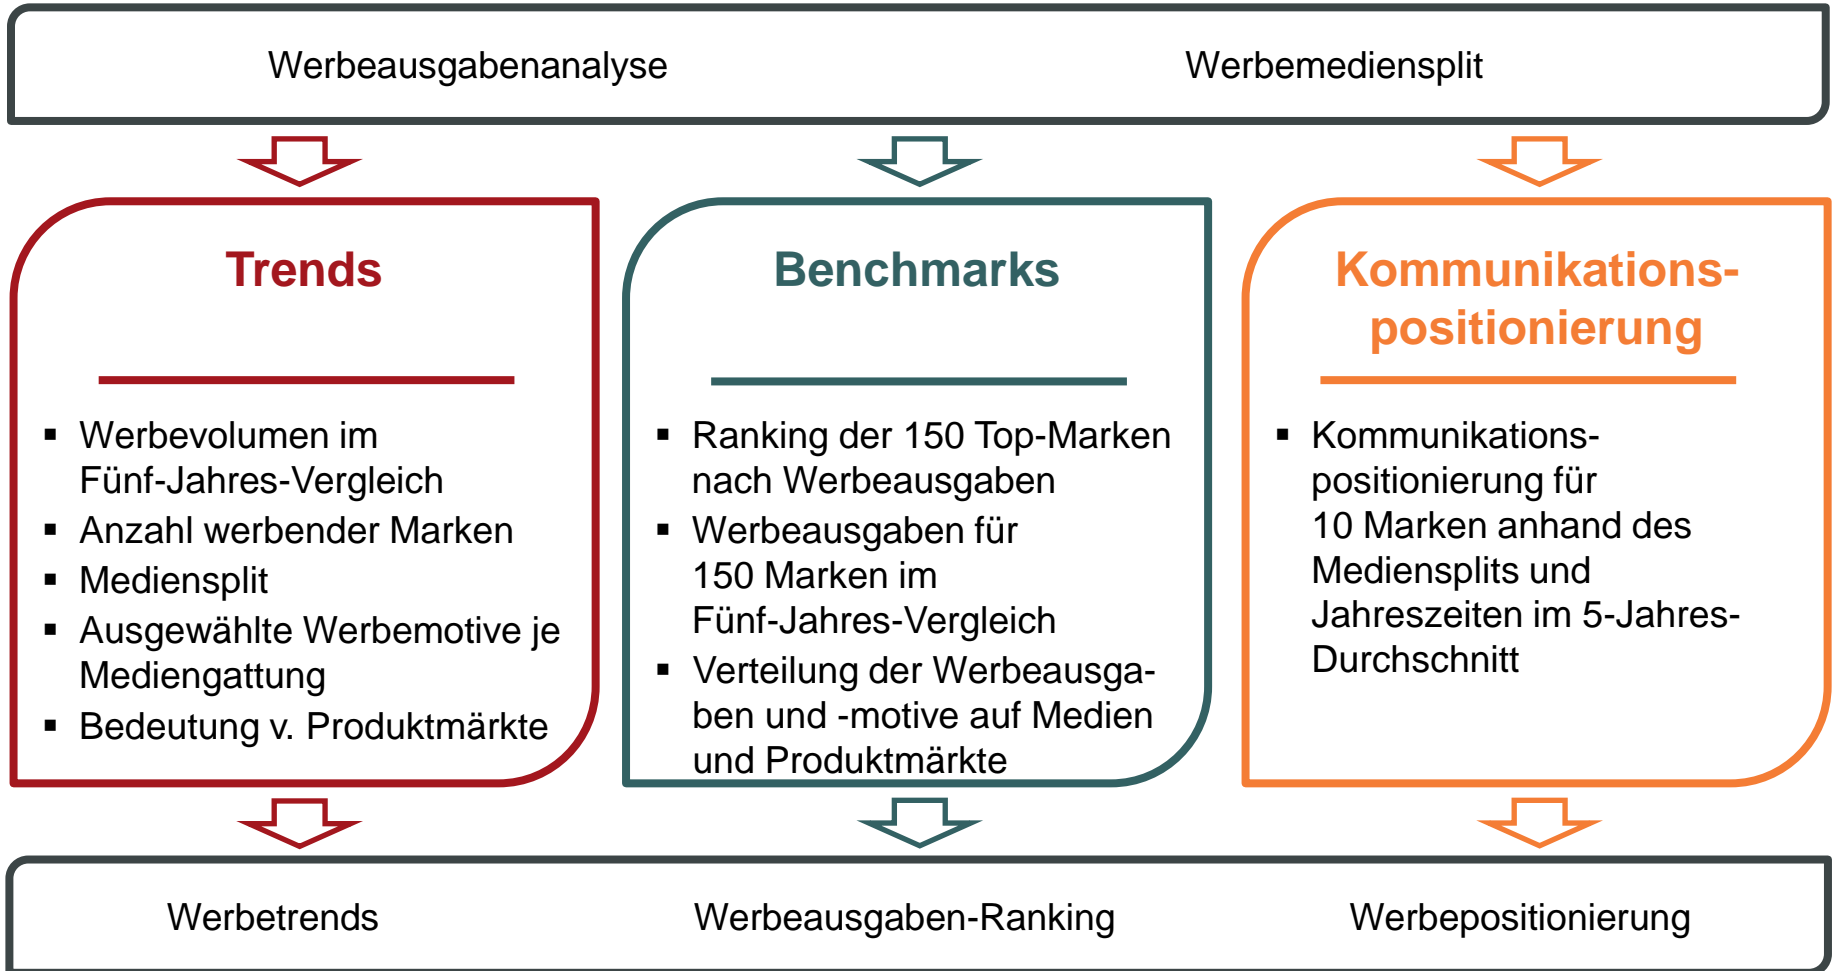 Werbeausgabenanalyse
Werbemediensplit
Trends
▪ Werbevolumen im
Fünf-Jahres-Vergleich
▪ Anzahl werbender Marken
▪ Mediensplit
▪ Ausgewählte Werbemotive je
Mediengattung
▪ Bedeutung v. Produktmärkte
Benchmarks
▪ Ranking der 150 Top-Marken
nach Werbeausgaben
▪ Werbeausgaben für
150 Marken im
Fünf-Jahres-Vergleich
▪ Verteilung der Werbeausga-
ben und -motive auf Medien
und Produktmärkte
Kommunikations-
positionierung
▪ Kommunikations-
positionierung für
10 Marken anhand des
Mediensplits und
Jahreszeiten im 5-Jahres-
Durchschnitt
Werbetrends
Werbeausgaben-Ranking
Werbepositionierung